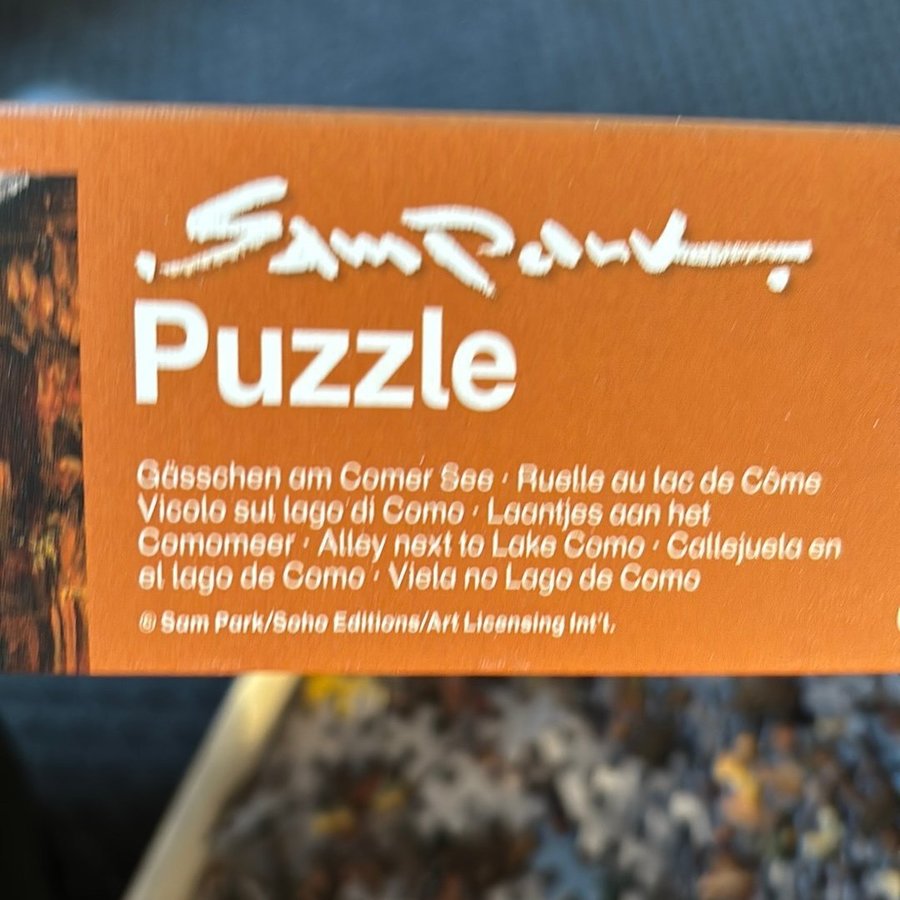 Sam Park
Puzzle
Gässchen am Comer See · Ruelle au lac de Côme
Vicolo sul lago di Como · Laantjes aan het
Comomeer · Alley next to Lake Como · Callejuela en
el lago de Como · Viela no Lago de Como
© Sam Park/Soho Editions/Art Licensing Int'l.